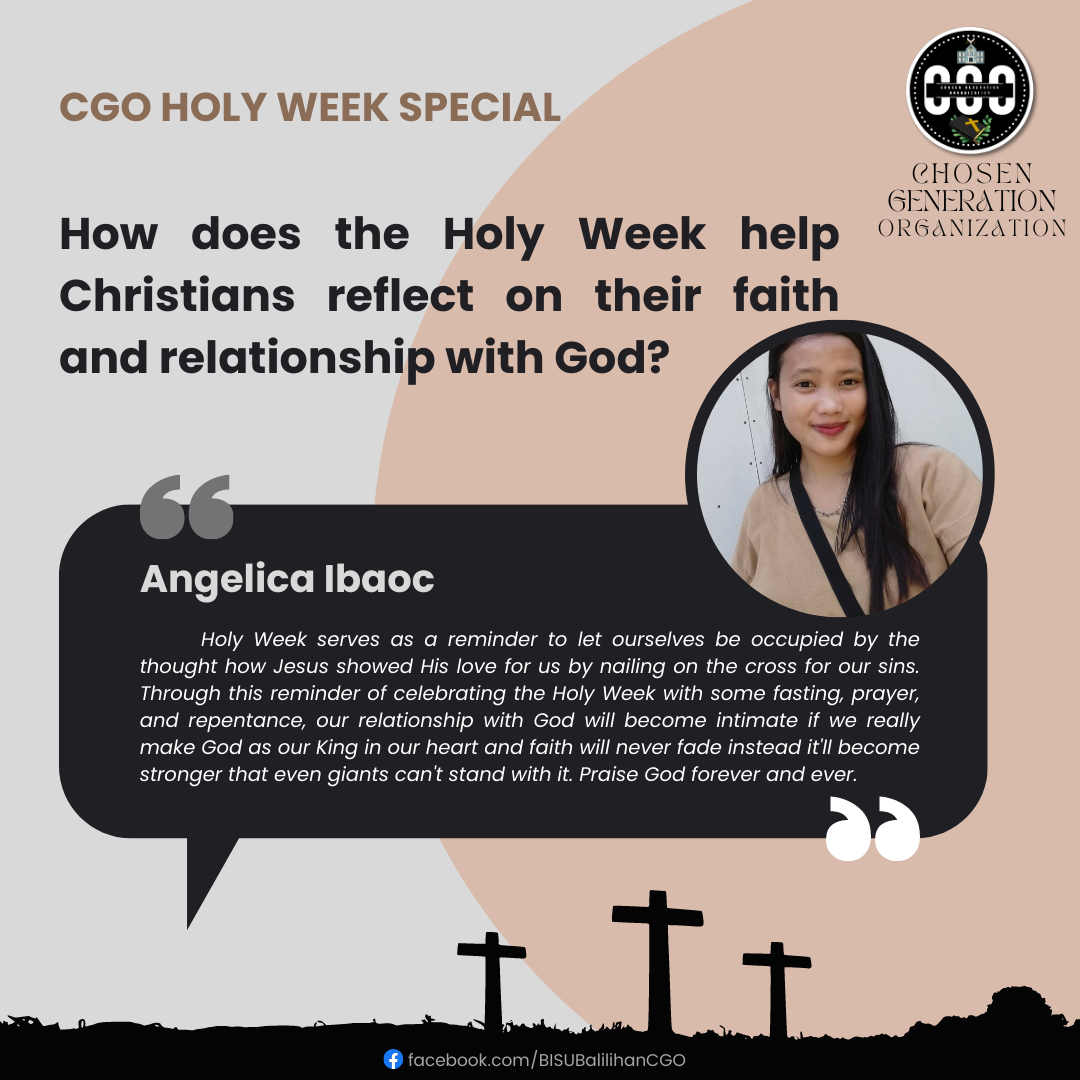 CGO HOLY WEEK SPECIAL
CGO
CHOSEN GENERATION
ORGANIZATION
CHOSEN
GENERATION
ORGANIZATION
How does the Holy Week help
Christians reflect on their faith
and relationship with God?
Angelica Ibaoc
Holy Week serves as a reminder to let ourselves be occupied by the
thought how Jesus showed His love for us by nailing on the cross for our sins.
Through this reminder of celebrating the Holy Week with some fasting, prayer,
and repentance, our relationship with God will become intimate if we really
make God as our King in our heart and faith will never fade instead it'll become
stronger that even giants can't stand with it. Praise God forever and ever.
facebook.com/BISUBalilihanCGO